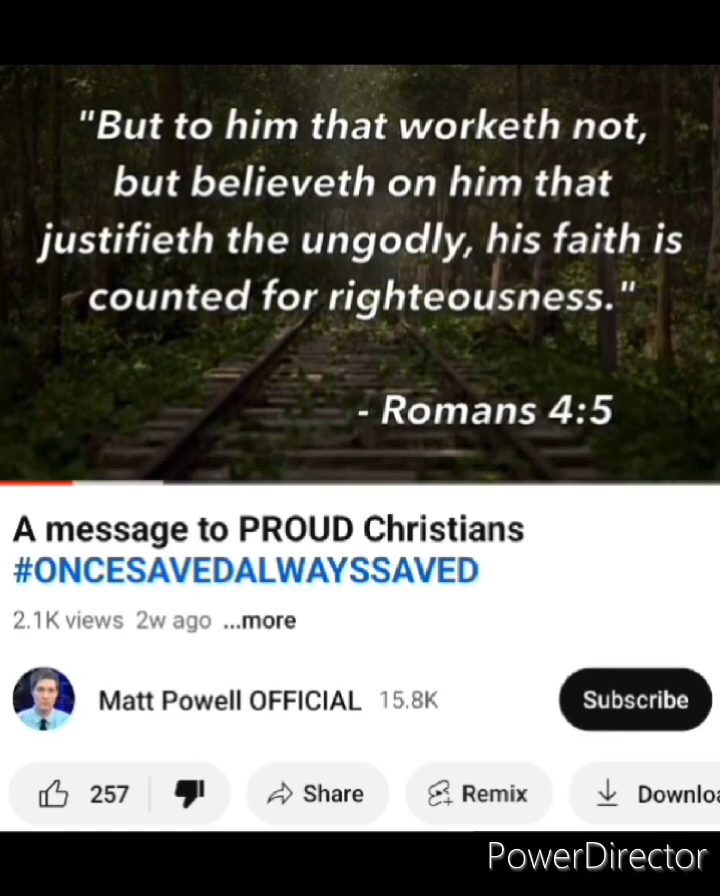 "But to him that worketh not,
but believeth on him that
justifieth the ungodly, his faith is
counted for righteousness."
- Romans 4:5
A message to PROUD Christians
#ONCESAVEDALWAYSSAVED
2.1K views 2w ago ...more
Matt Powell OFFICIAL 15.8K Subscribe
257 Share Remix Downloa
PowerDirector